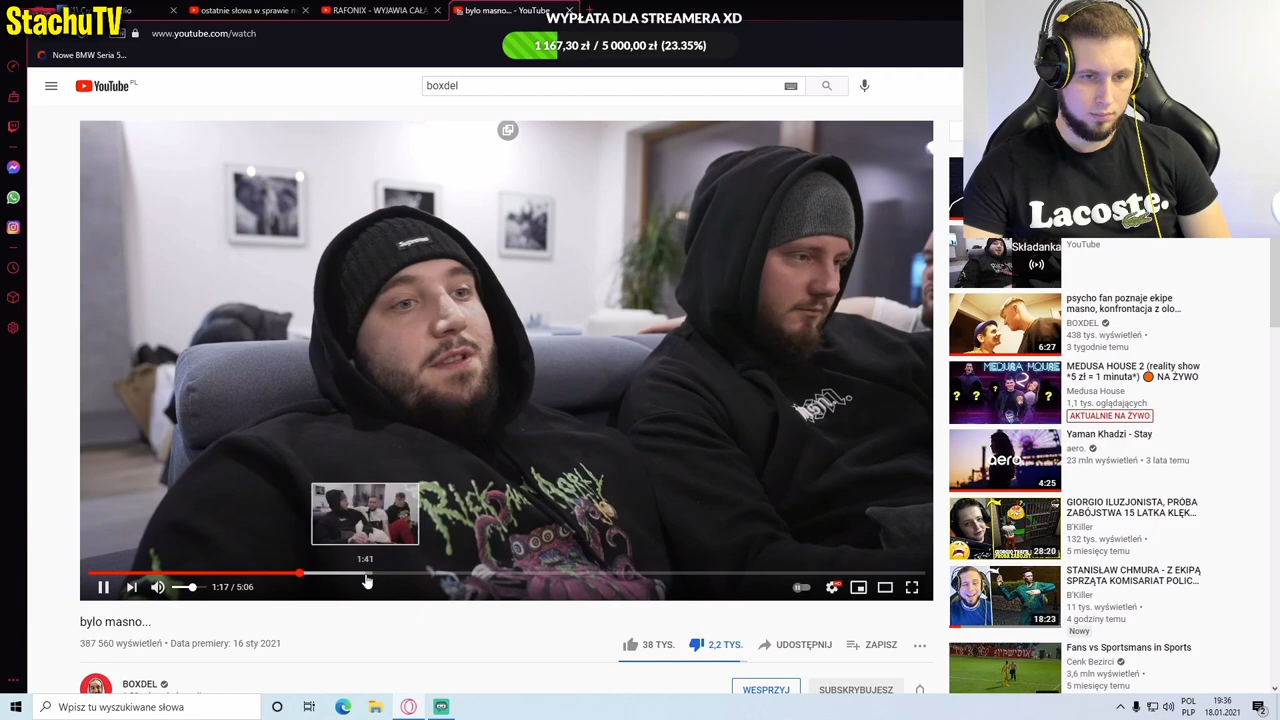 StachuTV
ostatnie słowa w sprawie m
RAFONIX - WYJAWIA CAŁĄ
bylo masno... - YouTube
WYPŁATA DLA STREAMERA XD
1 167,30 zł / 5 000,00 zł (23.35%)
www.youtube.com/watch
Nowe BMW Seria 5...
YouTube PL
boxdel
Lacoste.
Supreme
Składanka
YouTube
psycho fan poznaje ekipe
masno, konfrontacja z olo...
BOXDEL
438 tys. wyświetleń •
3 tygodnie temu
6:27
MEDUSA HOUSE 2
MEDUSA HOUSE 2 (reality show
*5 zł = 1 minuta*) NA ŻYWO
Medusa House
1,1 tys. oglądających
AKTUALNIE NA ŻYWO
aero.
Yaman Khadzi - Stay
aero.
23 mln wyświetleń • 3 lata temu
4:25
GIORGIO ILUZJONISTA, PRÓBA
ZABÓJSTWA 15 LATKA KLĘK...
B'Killer
132 tys. wyświetleń •
5 miesięcy temu
28:20
STANISŁAW CHMURA - Z EKIPĄ
SPRZĄTA KOMISARIAT POLIC...
B'Killer
11 tys. wyświetleń •
4 godziny temu
Nowy
18:23
Fans vs Sportsmans in Sports
Cenk Bezirci
3,6 mln wyświetleń •
5 miesięcy temu
1:41
1:17 / 5:06
HD
bylo masno...
387 560 wyświetleń • Data premiery: 16 sty 2021
38 TYS.
2,2 TYS.
UDOSTĘPNIJ
ZAPISZ
BOXDEL
WESPRZYJ
SUBSKRYBUJESZ
Wpisz tu wyszukiwane słowa
POL
PLP
19:36
18.01.2021
2